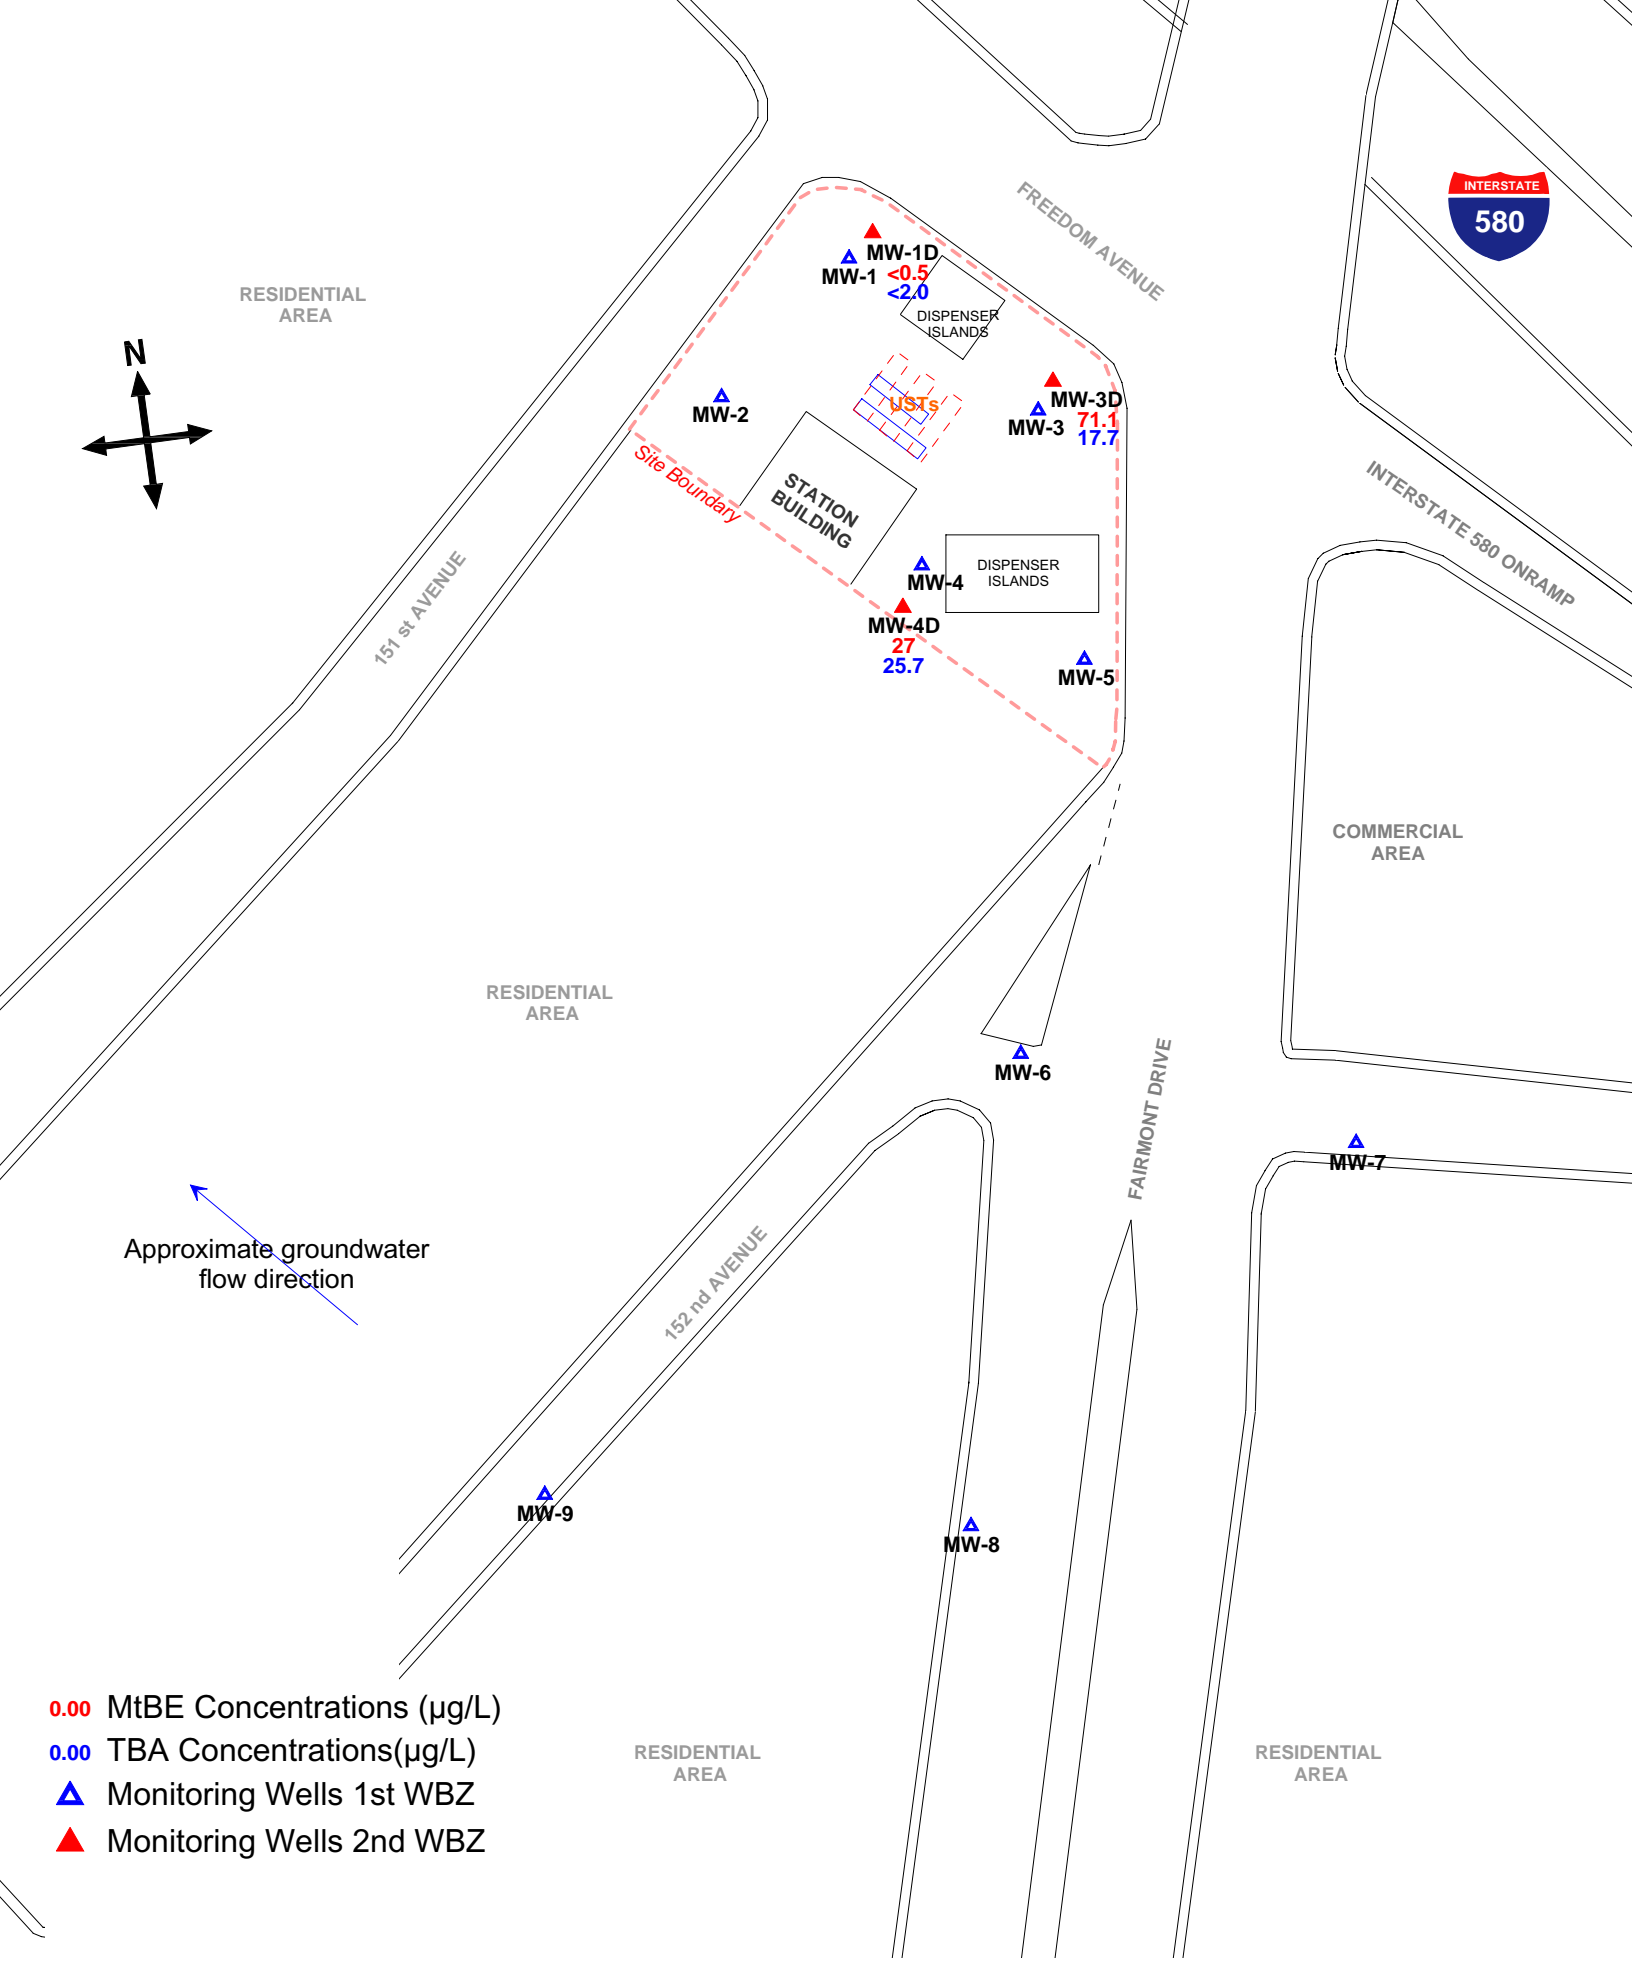 FREEDOM AVENUE
INTERSTATE
580
MW-1D
<0.5
<2.0
MW-1
DISPENSER
ISLANDS
RESIDENTIAL
AREA
N
MW-2
USTs
MW-3D
71.1
17.7
MW-3
Site Boundary
STATION
BUILDING
INTERSTATE 580 ONRAMP
MW-4
DISPENSER
ISLANDS
MW-4D
27
25.7
MW-5
151 st AVENUE
COMMERCIAL
AREA
RESIDENTIAL
AREA
MW-6
FAIRMONT DRIVE
MW-7
Approximate groundwater
flow direction
152 nd AVENUE
MW-9
MW-8
0.00 MtBE Concentrations (µg/L)
0.00 TBA Concentrations(µg/L)
Monitoring Wells 1st WBZ
Monitoring Wells 2nd WBZ
RESIDENTIAL
AREA
RESIDENTIAL
AREA